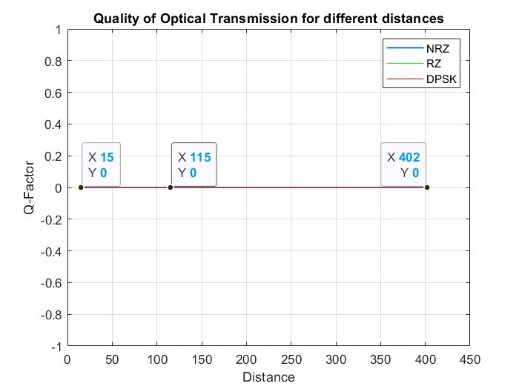 Quality of Optical Transmission for different distances
NRZ
RZ
DPSK
1
0.8
0.6
0.4
0.2
0
-0.2
-0.4
-0.6
-0.8
-1
Q-Factor
X 15
Y 0
X 115
Y 0
X 402
Y 0
0 50 100 150 200 250 300 350 400 450
Distance